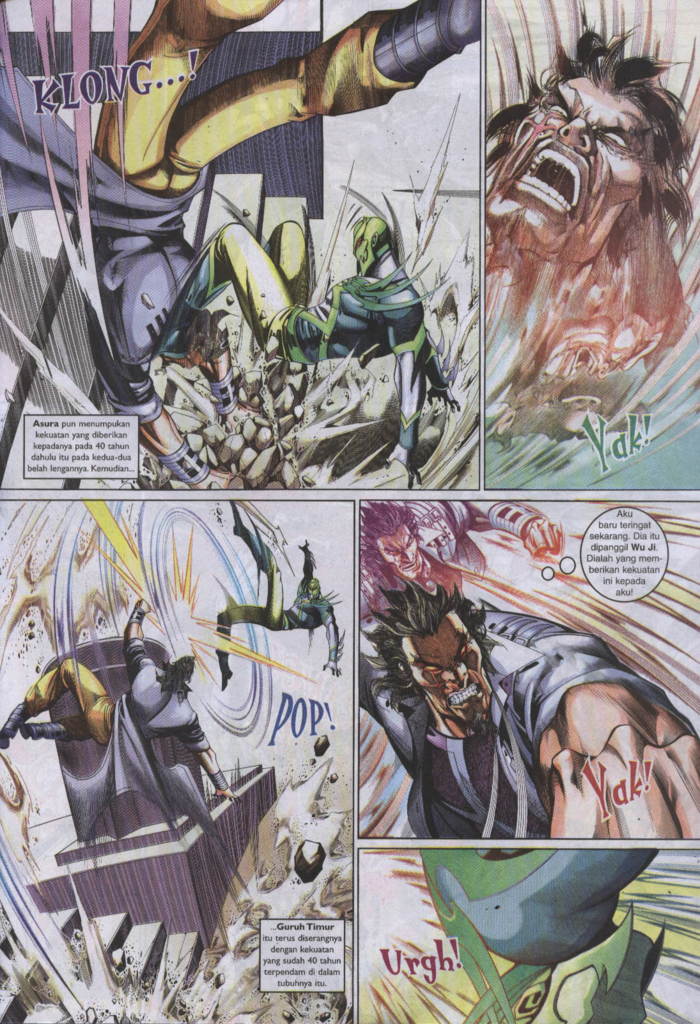 KLONG...!
Asura pun menumpukan
kekuatan yang diberikan
kepadanya pada 40 tahun
dahulu itu pada kedua-dua
belah lengannya. Kemudian...
Yak!
POP!
...Guruh Timur
itu terus diserangnya
dengan kekuatan
yang sudah 40 tahun
terpendam di dalam
tubuhnya itu.
Aku
baru teringat
sekarang. Dia itu
dipanggil Wu Ji.
Dialah yang mem-
berikan kekuatan
ini kepada
aku!
Yak!
Urgh!